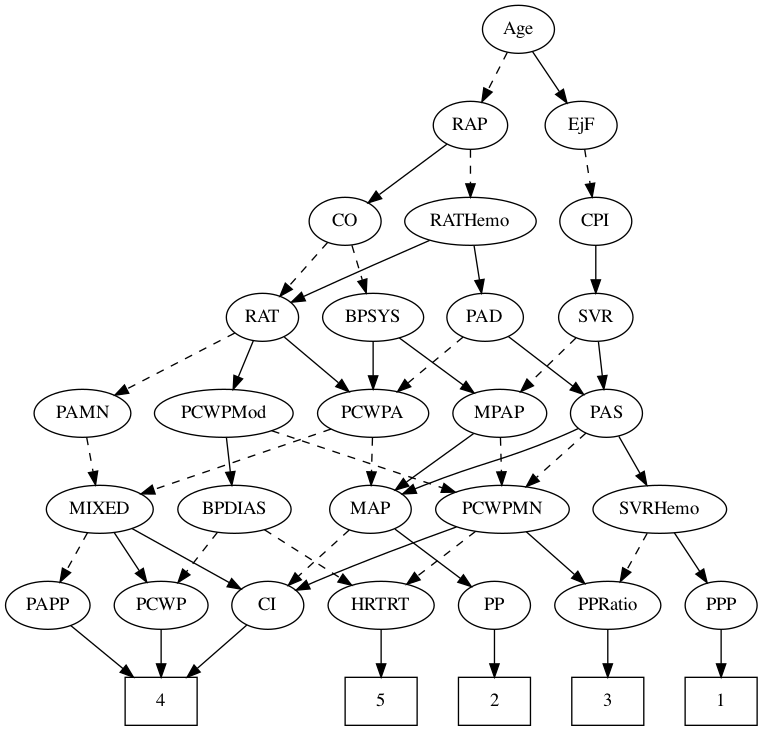 Age
RAP
EjF
CO
RATHemo
CPI
RAT
BPSYS
PAD
SVR
PAMN
PCWPMod
PCWPA
MPAP
PAS
MIXED
BPDIAS
MAP
PCWPMN
SVRHemo
PAPP
PCWP
CI
HRTRT
PP
PPRatio
PPP
4
5
2
3
1